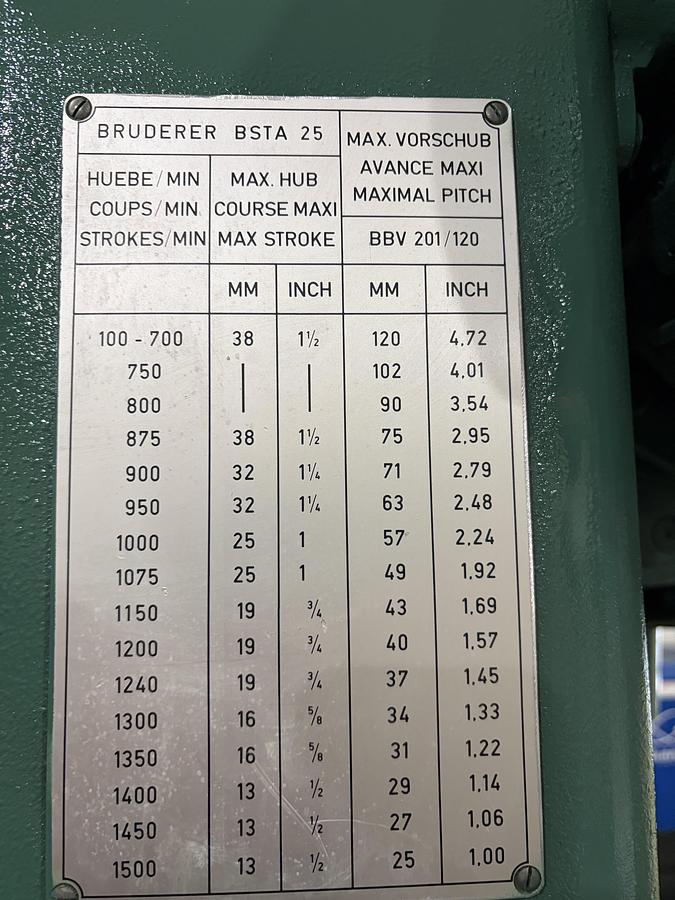 BRUDERER BSTA 25
MAX. VORSCHUB
AVANCE MAXI
MAXIMAL PITCH
HUEBE/MIN
COUPS/MIN
STROKES/MIN
MAX. HUB
COURSE MAXI
MAX STROKE
BBV 201/120
MM INCH MM INCH
100 - 700 38 1½ 120 4,72
750 | | 102 4,01
800 90 3,54
875 38 1½ 75 2,95
900 32 1¼ 71 2,79
950 32 1¼ 63 2,48
1000 25 1 57 2,24
1075 25 1 49 1,92
1150 19 ¾ 43 1,69
1200 19 ¾ 40 1,57
1240 19 ¾ 37 1,45
1300 16 ⅝ 34 1,33
1350 16 ⅝ 31 1,22
1400 13 ½ 29 1,14
1450 13 ½ 27 1,06
1500 13 ½ 25 1,00